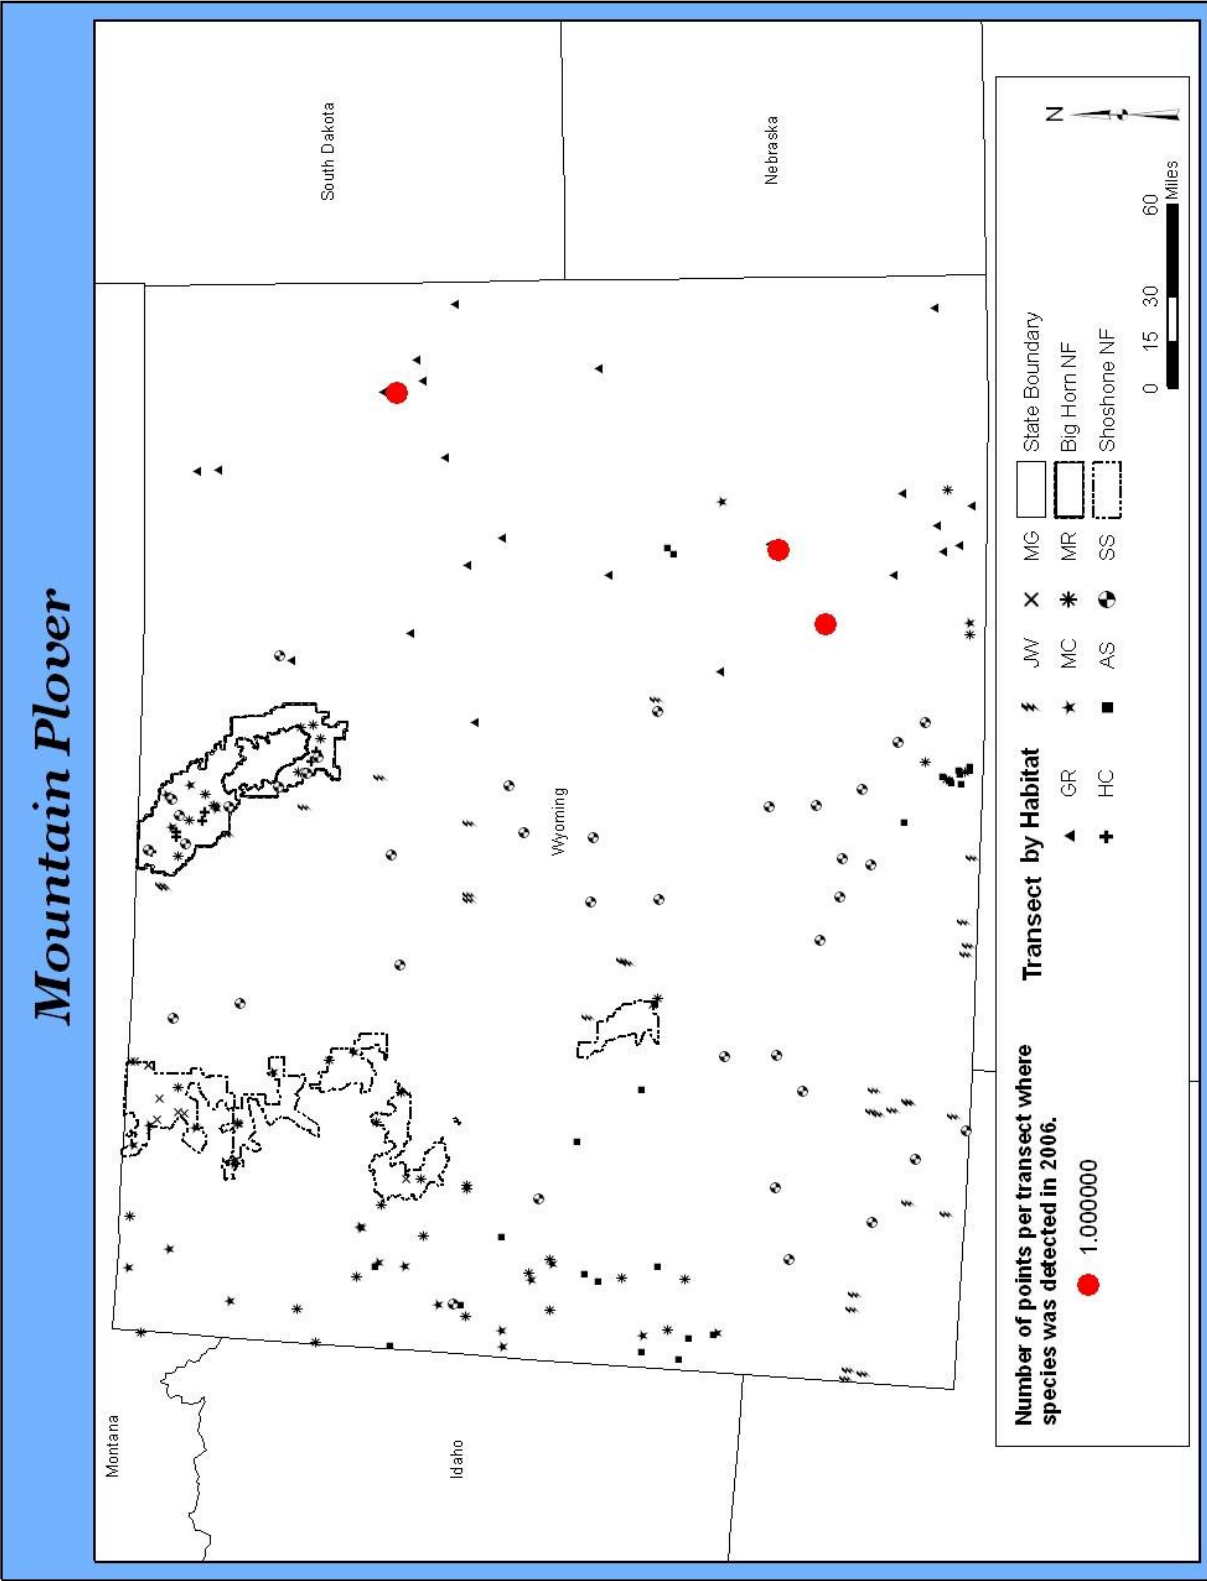 Mountain Plover
Montana
Idaho
Wyoming
South Dakota
Nebraska
Number of points per transect where
species was detected in 2006.
1.000000
Transect by Habitat
GR
HC
JW
MC
AS
MG
MR
SS
State Boundary
Big Horn NF
Shoshone NF
N
0 15 30 60
Miles